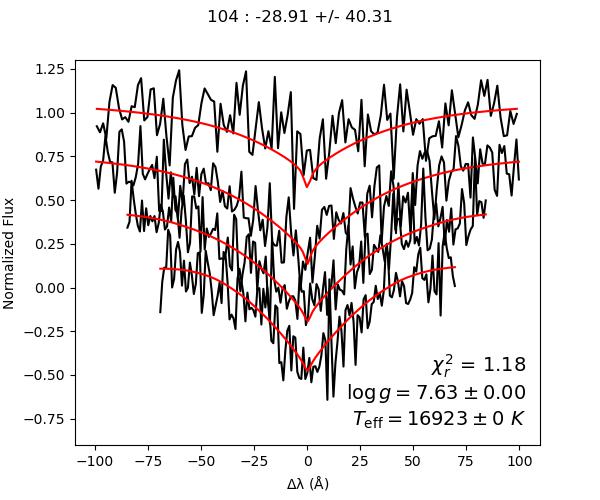 104 : -28.91 +/- 40.31
1.25
1.00
0.75
0.50
0.25
0.00
−0.25
−0.50
−0.75
Normalized Flux
χ²ᵣ = 1.18
log g = 7.63 ± 0.00
T_eff = 16923 ± 0 K
−100 −75 −50 −25 0 25 50 75 100
Δλ (Å)